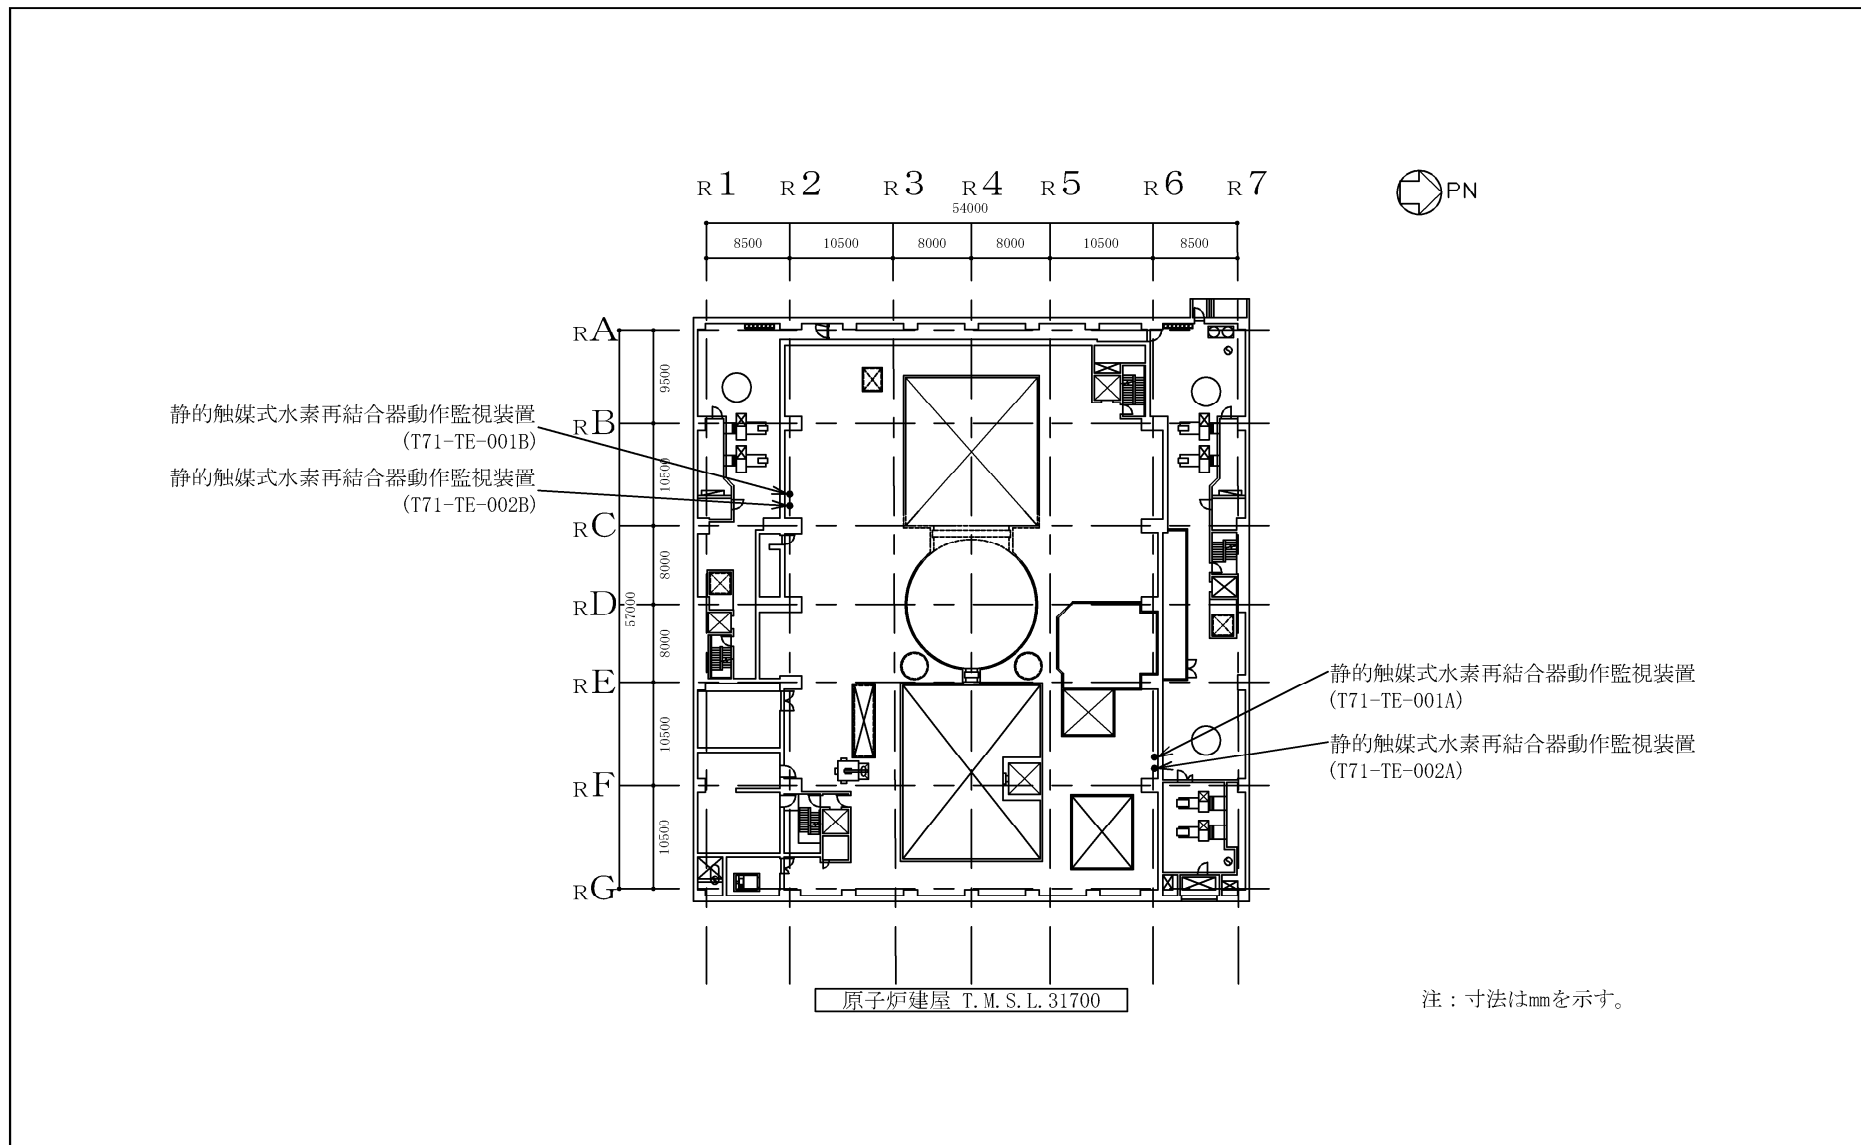 R1 R2 R3 R4 R5 R6 R7
PN
54000
8500 10500 8000 8000 10500 8500
RA
9500
静的触媒式水素再結合器動作監視装置
(T71-TE-001B)
RB
静的触媒式水素再結合器動作監視装置
(T71-TE-002B)
10500
RC
8000
RD
57000
8000
RE
静的触媒式水素再結合器動作監視装置
(T71-TE-001A)
10500
静的触媒式水素再結合器動作監視装置
(T71-TE-002A)
RF
10500
RG
原子炉建屋 T.M.S.L.31700
注：寸法はmmを示す。